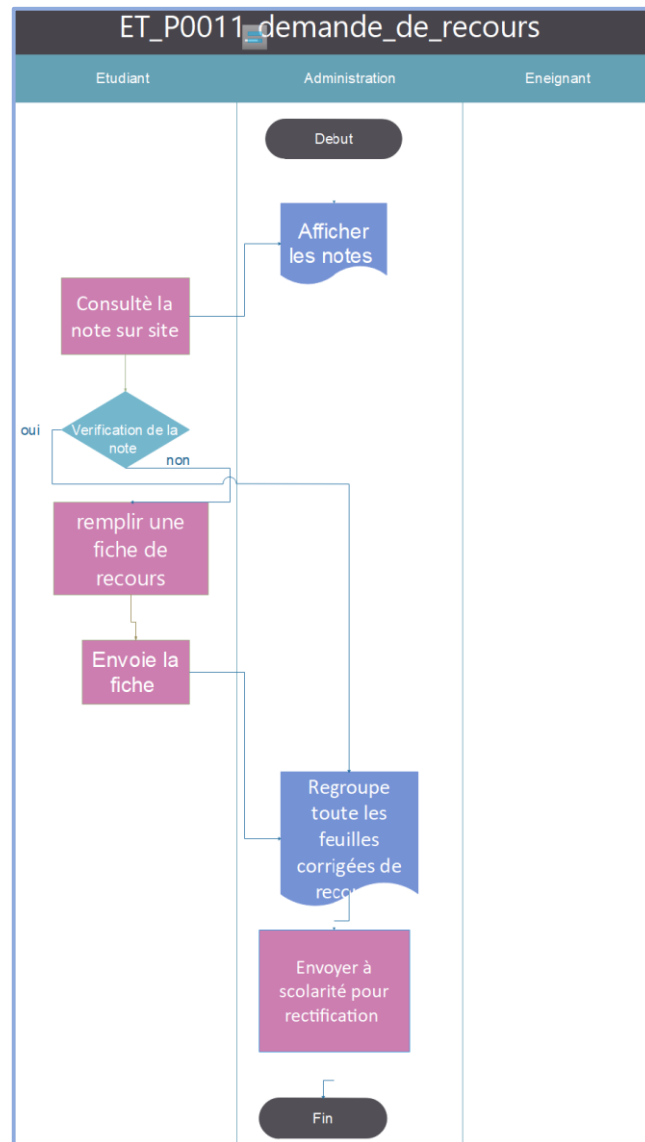 ET_P0011_demande_de_recours
Etudiant
Administration
Eneignant
Debut
Afficher
les notes
Consultè la
note sur site
oui
Verification de la
note
non
remplir une
fiche de
recours
Envoie la
fiche
Regroupe
toute les
feuilles
corrigées de
Envoyer à
scolarité pour
rectification
Fin